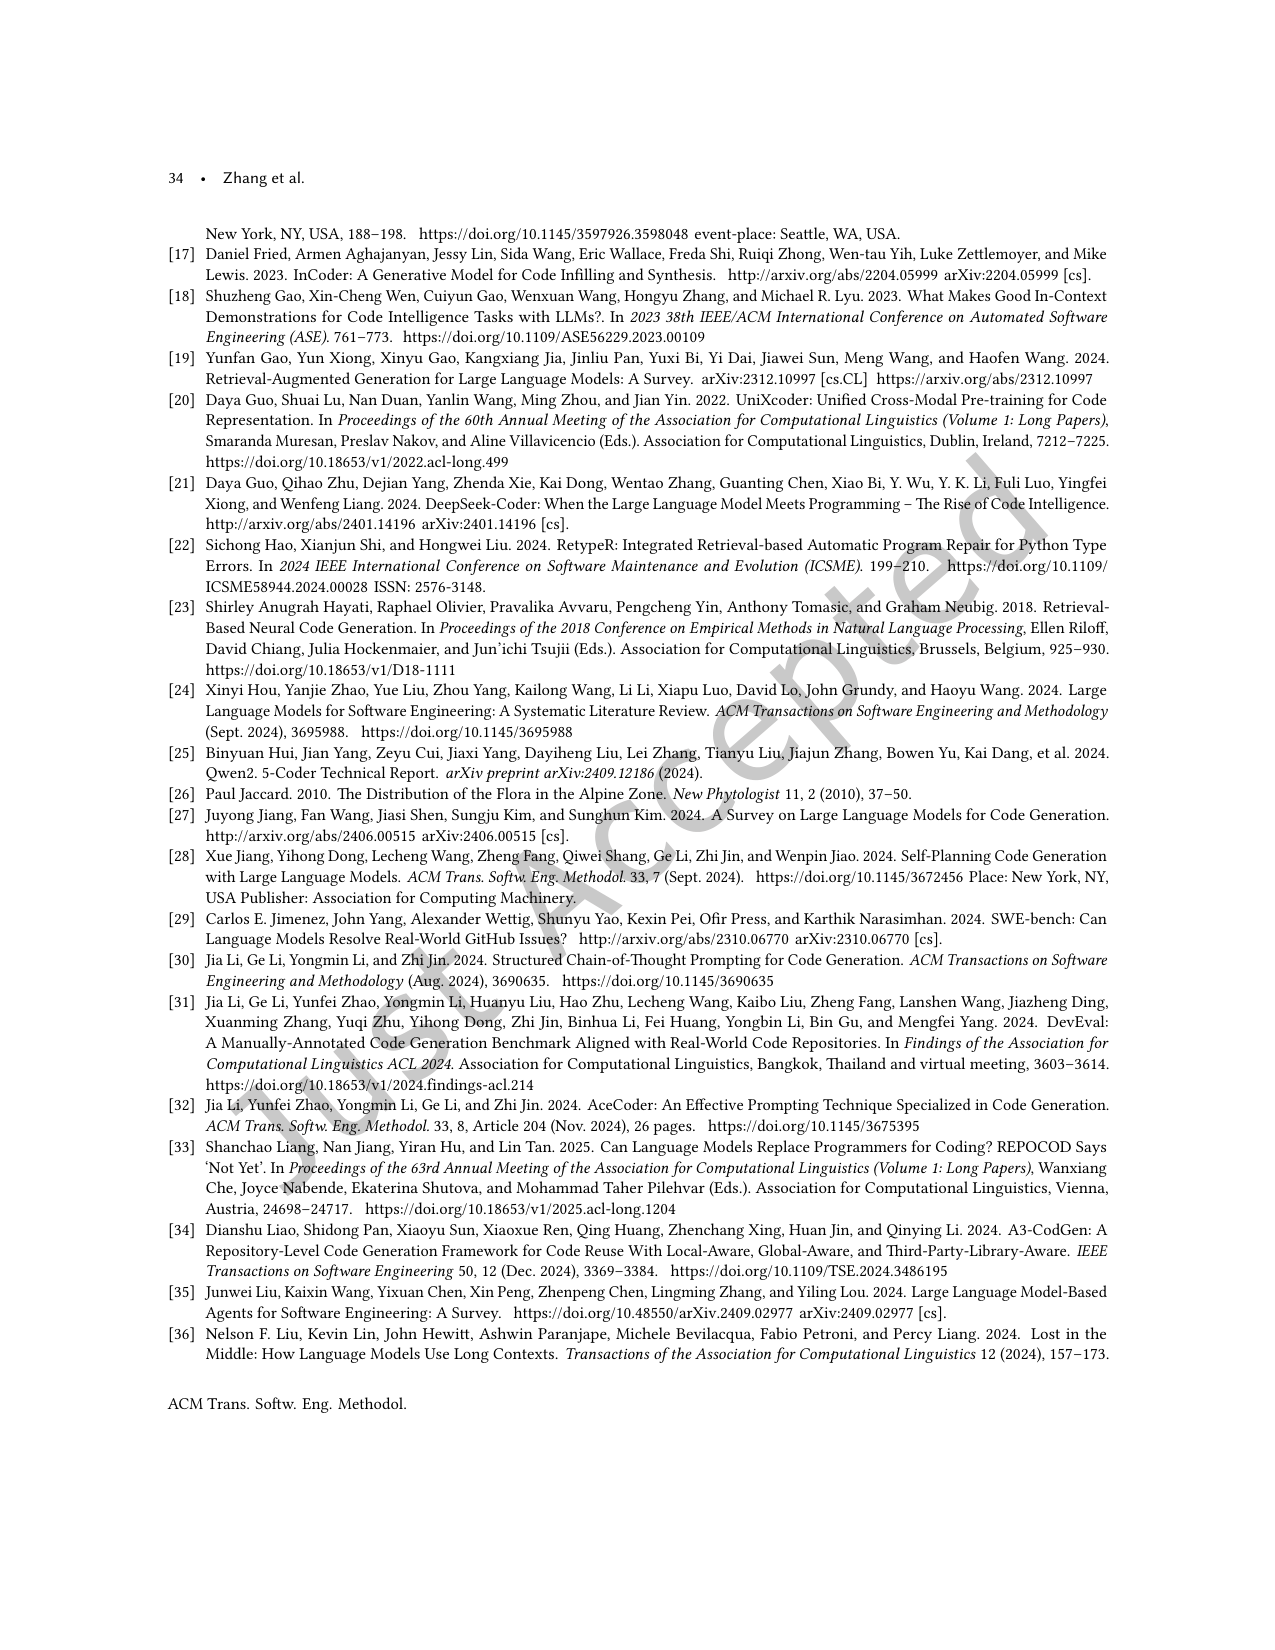 34 • Zhang et al.
New York, NY, USA, 188–198. https://doi.org/10.1145/3597926.3598048 event-place: Seattle, WA, USA.
[17] Daniel Fried, Armen Aghajanyan, Jessy Lin, Sida Wang, Eric Wallace, Freda Shi, Ruiqi Zhong, Wen-tau Yih, Luke Zettlemoyer, and Mike
Lewis. 2023. InCoder: A Generative Model for Code Infilling and Synthesis. http://arxiv.org/abs/2204.05999 arXiv:2204.05999 [cs].
[18] Shuzheng Gao, Xin-Cheng Wen, Cuiyun Gao, Wenxuan Wang, Hongyu Zhang, and Michael R. Lyu. 2023. What Makes Good In-Context
Demonstrations for Code Intelligence Tasks with LLMs?. In 2023 38th IEEE/ACM International Conference on Automated Software
Engineering (ASE). 761–773. https://doi.org/10.1109/ASE56229.2023.00109
[19] Yunfan Gao, Yun Xiong, Xinyu Gao, Kangxiang Jia, Jinliu Pan, Yuxi Bi, Yi Dai, Jiawei Sun, Meng Wang, and Haofen Wang. 2024.
Retrieval-Augmented Generation for Large Language Models: A Survey. arXiv:2312.10997 [cs.CL] https://arxiv.org/abs/2312.10997
[20] Daya Guo, Shuai Lu, Nan Duan, Yanlin Wang, Ming Zhou, and Jian Yin. 2022. UniXcoder: Unified Cross-Modal Pre-training for Code
Representation. In Proceedings of the 60th Annual Meeting of the Association for Computational Linguistics (Volume 1: Long Papers),
Smaranda Muresan, Preslav Nakov, and Aline Villavicencio (Eds.). Association for Computational Linguistics, Dublin, Ireland, 7212–7225.
https://doi.org/10.18653/v1/2022.acl-long.499
[21] Daya Guo, Qihao Zhu, Dejian Yang, Zhenda Xie, Kai Dong, Wentao Zhang, Guanting Chen, Xiao Bi, Y. Wu, Y. K. Li, Fuli Luo, Yingfei
Xiong, and Wenfeng Liang. 2024. DeepSeek-Coder: When the Large Language Model Meets Programming – The Rise of Code Intelligence.
http://arxiv.org/abs/2401.14196 arXiv:2401.14196 [cs].
[22] Sichong Hao, Xianjun Shi, and Hongwei Liu. 2024. RetypeR: Integrated Retrieval-based Automatic Program Repair for Python Type
Errors. In 2024 IEEE International Conference on Software Maintenance and Evolution (ICSME). 199–210. https://doi.org/10.1109/
ICSME58944.2024.00028 ISSN: 2576-3148.
[23] Shirley Anugrah Hayati, Raphael Olivier, Pravalika Avvaru, Pengcheng Yin, Anthony Tomasic, and Graham Neubig. 2018. Retrieval-
Based Neural Code Generation. In Proceedings of the 2018 Conference on Empirical Methods in Natural Language Processing, Ellen Riloff,
David Chiang, Julia Hockenmaier, and Jun'ichi Tsujii (Eds.). Association for Computational Linguistics, Brussels, Belgium, 925–930.
https://doi.org/10.18653/v1/D18-1111
[24] Xinyi Hou, Yanjie Zhao, Yue Liu, Zhou Yang, Kailong Wang, Li Li, Xiapu Luo, David Lo, John Grundy, and Haoyu Wang. 2024. Large
Language Models for Software Engineering: A Systematic Literature Review. ACM Transactions on Software Engineering and Methodology
(Sept. 2024), 3695988. https://doi.org/10.1145/3695988
[25] Binyuan Hui, Jian Yang, Zeyu Cui, Jiaxi Yang, Dayiheng Liu, Lei Zhang, Tianyu Liu, Jiajun Zhang, Bowen Yu, Kai Dang, et al. 2024.
Qwen2. 5-Coder Technical Report. arXiv preprint arXiv:2409.12186 (2024).
[26] Paul Jaccard. 2010. The Distribution of the Flora in the Alpine Zone. New Phytologist 11, 2 (2010), 37–50.
[27] Juyong Jiang, Fan Wang, Jiasi Shen, Sungju Kim, and Sunghun Kim. 2024. A Survey on Large Language Models for Code Generation.
http://arxiv.org/abs/2406.00515 arXiv:2406.00515 [cs].
[28] Xue Jiang, Yihong Dong, Lecheng Wang, Zheng Fang, Qiwei Shang, Ge Li, Zhi Jin, and Wenpin Jiao. 2024. Self-Planning Code Generation
with Large Language Models. ACM Trans. Softw. Eng. Methodol. 33, 7 (Sept. 2024). https://doi.org/10.1145/3672456 Place: New York, NY,
USA Publisher: Association for Computing Machinery.
[29] Carlos E. Jimenez, John Yang, Alexander Wettig, Shunyu Yao, Kexin Pei, Ofir Press, and Karthik Narasimhan. 2024. SWE-bench: Can
Language Models Resolve Real-World GitHub Issues? http://arxiv.org/abs/2310.06770 arXiv:2310.06770 [cs].
[30] Jia Li, Ge Li, Yongmin Li, and Zhi Jin. 2024. Structured Chain-of-Thought Prompting for Code Generation. ACM Transactions on Software
Engineering and Methodology (Aug. 2024), 3690635. https://doi.org/10.1145/3690635
[31] Jia Li, Ge Li, Yunfei Zhao, Yongmin Li, Huanyu Liu, Hao Zhu, Lecheng Wang, Kaibo Liu, Zheng Fang, Lanshen Wang, Jiazheng Ding,
Xuanming Zhang, Yuqi Zhu, Yihong Dong, Zhi Jin, Binhua Li, Fei Huang, Yongbin Li, Bin Gu, and Mengfei Yang. 2024. DevEval:
A Manually-Annotated Code Generation Benchmark Aligned with Real-World Code Repositories. In Findings of the Association for
Computational Linguistics ACL 2024. Association for Computational Linguistics, Bangkok, Thailand and virtual meeting, 3603–3614.
https://doi.org/10.18653/v1/2024.findings-acl.214
[32] Jia Li, Yunfei Zhao, Yongmin Li, Ge Li, and Zhi Jin. 2024. AceCoder: An Effective Prompting Technique Specialized in Code Generation.
ACM Trans. Softw. Eng. Methodol. 33, 8, Article 204 (Nov. 2024), 26 pages. https://doi.org/10.1145/3675395
[33] Shanchao Liang, Nan Jiang, Yiran Hu, and Lin Tan. 2025. Can Language Models Replace Programmers for Coding? REPOCOD Says
'Not Yet'. In Proceedings of the 63rd Annual Meeting of the Association for Computational Linguistics (Volume 1: Long Papers), Wanxiang
Che, Joyce Nabende, Ekaterina Shutova, and Mohammad Taher Pilehvar (Eds.). Association for Computational Linguistics, Vienna,
Austria, 24698–24717. https://doi.org/10.18653/v1/2025.acl-long.1204
[34] Dianshu Liao, Shidong Pan, Xiaoyu Sun, Xiaoxue Ren, Qing Huang, Zhenchang Xing, Huan Jin, and Qinying Li. 2024. A3-CodGen: A
Repository-Level Code Generation Framework for Code Reuse With Local-Aware, Global-Aware, and Third-Party-Library-Aware. IEEE
Transactions on Software Engineering 50, 12 (Dec. 2024), 3369–3384. https://doi.org/10.1109/TSE.2024.3486195
[35] Junwei Liu, Kaixin Wang, Yixuan Chen, Xin Peng, Zhenpeng Chen, Lingming Zhang, and Yiling Lou. 2024. Large Language Model-Based
Agents for Software Engineering: A Survey. https://doi.org/10.48550/arXiv.2409.02977 arXiv:2409.02977 [cs].
[36] Nelson F. Liu, Kevin Lin, John Hewitt, Ashwin Paranjape, Michele Bevilacqua, Fabio Petroni, and Percy Liang. 2024. Lost in the
Middle: How Language Models Use Long Contexts. Transactions of the Association for Computational Linguistics 12 (2024), 157–173.
ACM Trans. Softw. Eng. Methodol.
Just Accepted